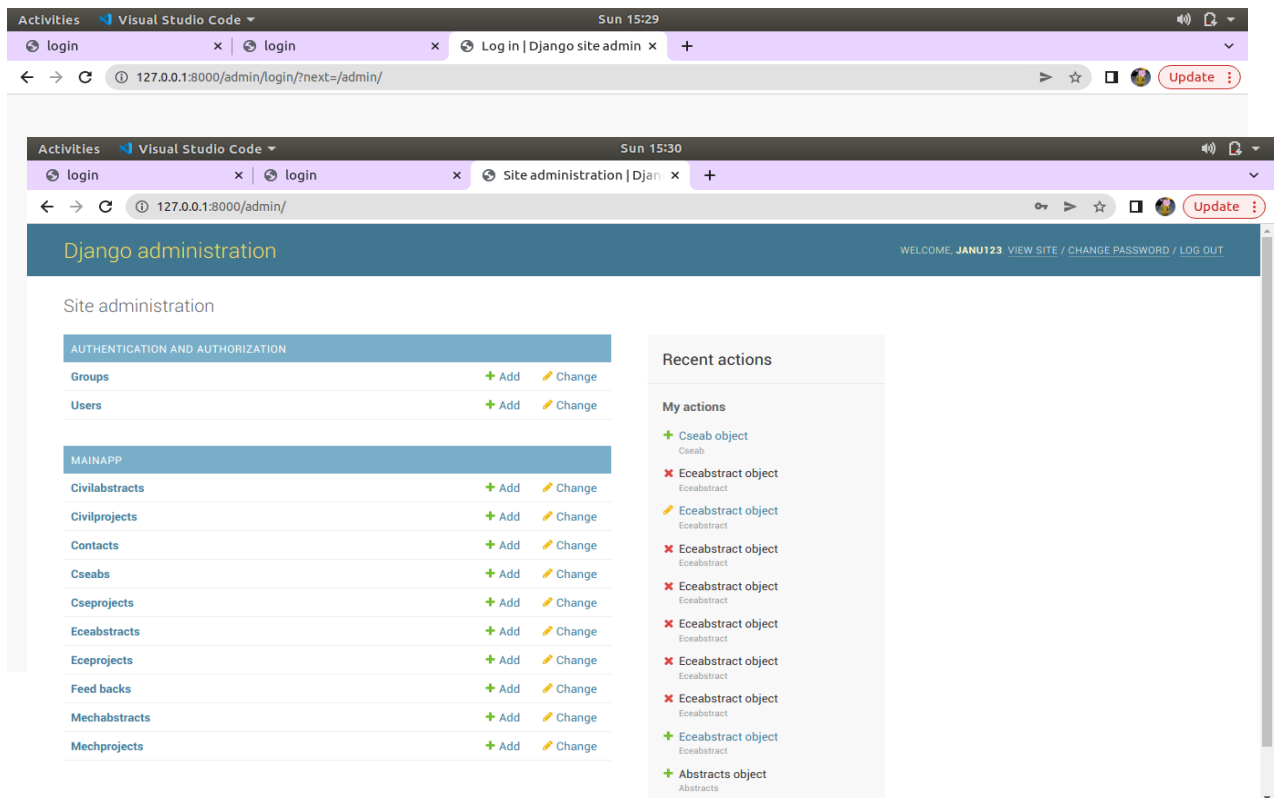 Activities Visual Studio Code Sun 15:29
login login Log in | Django site admin
127.0.0.1:8000/admin/login/?next=/admin/ Update
Activities Visual Studio Code Sun 15:30
login login Site administration | Djan
127.0.0.1:8000/admin/ Update
Django administration WELCOME, JANU123. VIEW SITE / CHANGE PASSWORD / LOG OUT
Site administration
AUTHENTICATION AND AUTHORIZATION
Groups Add Change
Users Add Change
MAINAPP
Civilabstracts Add Change
Civilprojects Add Change
Contacts Add Change
Cseabs Add Change
Cseprojects Add Change
Eceabstracts Add Change
Eceprojects Add Change
Feed backs Add Change
Mechabstracts Add Change
Mechprojects Add Change
Recent actions
My actions
Cseab object
Cseab
Eceabstract object
Eceabstract
Eceabstract object
Eceabstract
Eceabstract object
Eceabstract
Eceabstract object
Eceabstract
Eceabstract object
Eceabstract
Eceabstract object
Eceabstract
Eceabstract object
Eceabstract
Eceabstract object
Eceabstract
Abstracts object
Abstracts